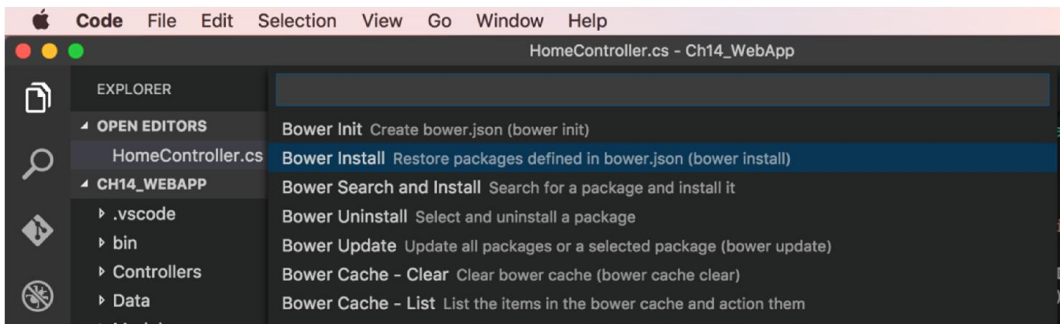 Code File Edit Selection View Go Window Help
HomeController.cs - Ch14_WebApp
EXPLORER
OPEN EDITORS
HomeController.cs
CH14_WEBAPP
.vscode
bin
Controllers
Data
Bower Init Create bower.json (bower init)
Bower Install Restore packages defined in bower.json (bower install)
Bower Search and Install Search for a package and install it
Bower Uninstall Select and uninstall a package
Bower Update Update all packages or a selected package (bower update)
Bower Cache - Clear Clear bower cache (bower cache clear)
Bower Cache - List List the items in the bower cache and action them